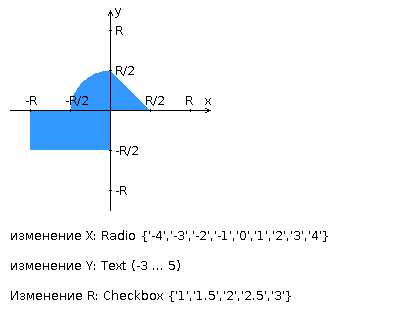 y
R
R/2
-R -R/2 R/2 R x
-R/2
-R
изменение X: Radio {'-4','-3','-2','-1','0','1','2','3','4'}
изменение Y: Text (-3 ... 5)
Изменение R: Checkbox {'1','1.5','2','2.5','3'}